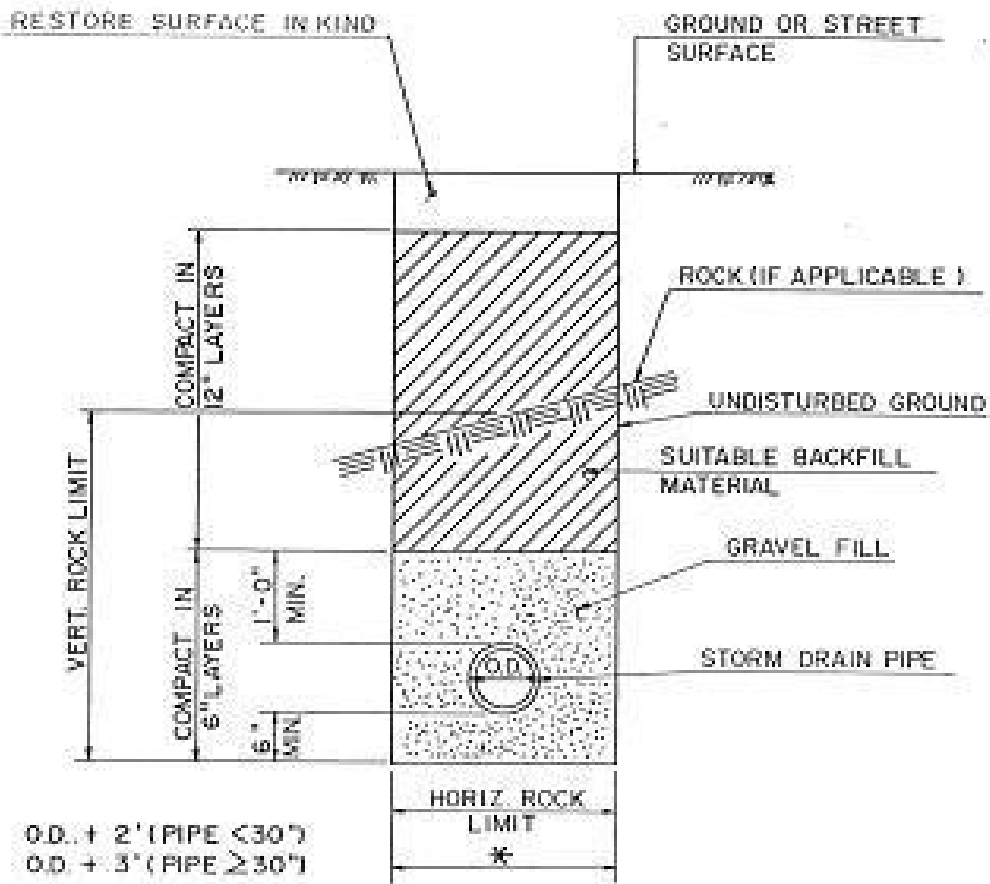 RESTORE SURFACE IN KIND
GROUND OR STREET
SURFACE
COMPACT IN
12" LAYERS
ROCK (IF APPLICABLE)
UNDISTURBED GROUND
SUITABLE BACKFILL
MATERIAL
VERT. ROCK LIMIT
GRAVEL FILL
1'-0"
MIN.
COMPACT IN
6" LAYERS
O.D.
STORM DRAIN PIPE
6"
MIN.
HORIZ. ROCK
LIMIT
*
O.D. + 2' (PIPE <30")
O.D. + 3' (PIPE ≥30")